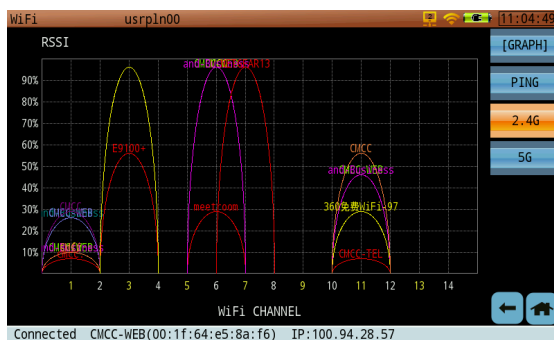 WiFi usrpln00 11:04:49
RSSI
[GRAPH]
90%
PING
80%
70%
2.4G
60%
E9100+
CMCC
50%
5G
40%
30%
meetroom
360免费WiFi-97
20%
10%
CMCC-TEL
1 2 3 4 5 6 7 8 9 10 11 12 13 14
WiFi CHANNEL
Connected CMCC-WEB(00:1f:64:e5:8a:f6) IP:100.94.28.57